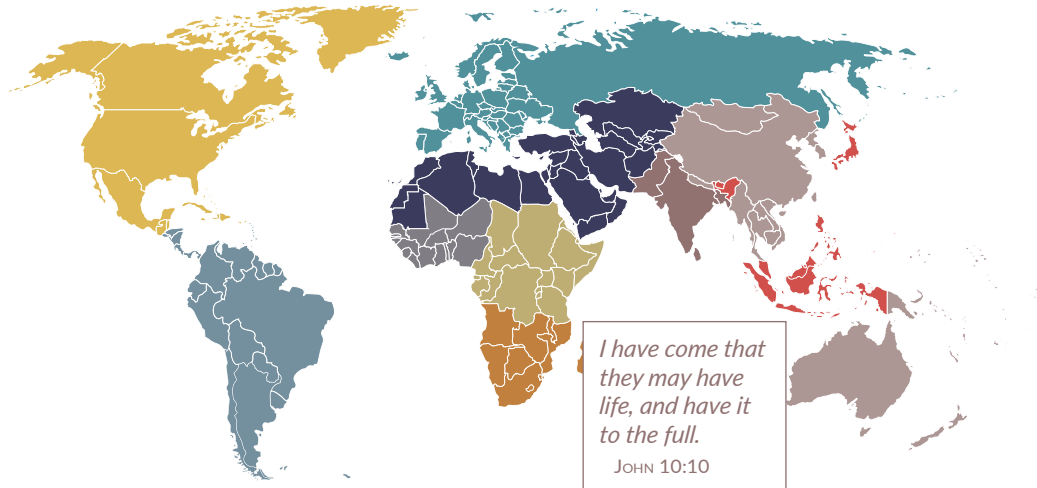 I have come that
they may have
life, and have it
to the full.
John 10:10